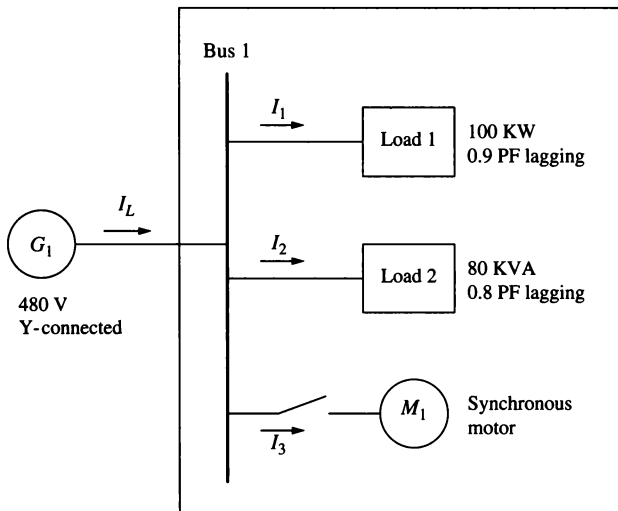 Bus 1
I₁
Load 1
100 KW
0.9 PF lagging
I_L
G₁
480 V
Y-connected
I₂
Load 2
80 KVA
0.8 PF lagging
I₃
M₁
Synchronous
motor